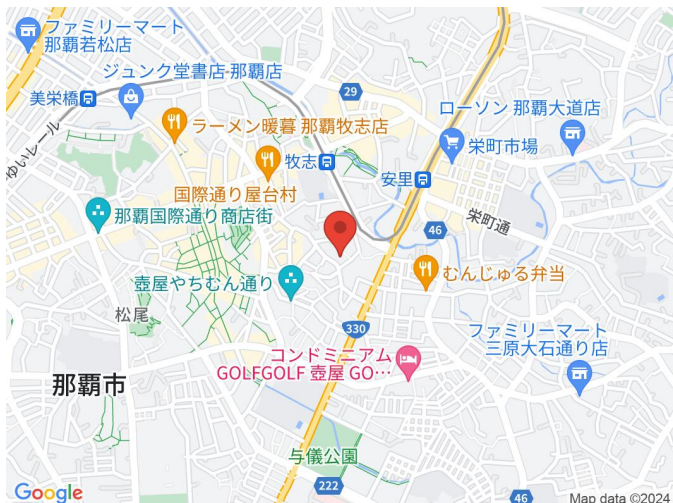 ファミリーマート
那覇若松店
ジュンク堂書店-那覇店
29
ローソン 那覇大道店
美栄橋
ラーメン暖暮 那覇牧志店
栄町市場
ゆいレール
牧志
安里
国際通り屋台村
那覇国際通り商店街
栄町通
46
壺屋やちむん通り
むんじゅる弁当
松尾
330
ファミリーマート
三原大石通り店
コンドミニアム
GOLFGOLF 壺屋 GO…
那覇市
与儀公園
222
46
Google
Map data ©2024